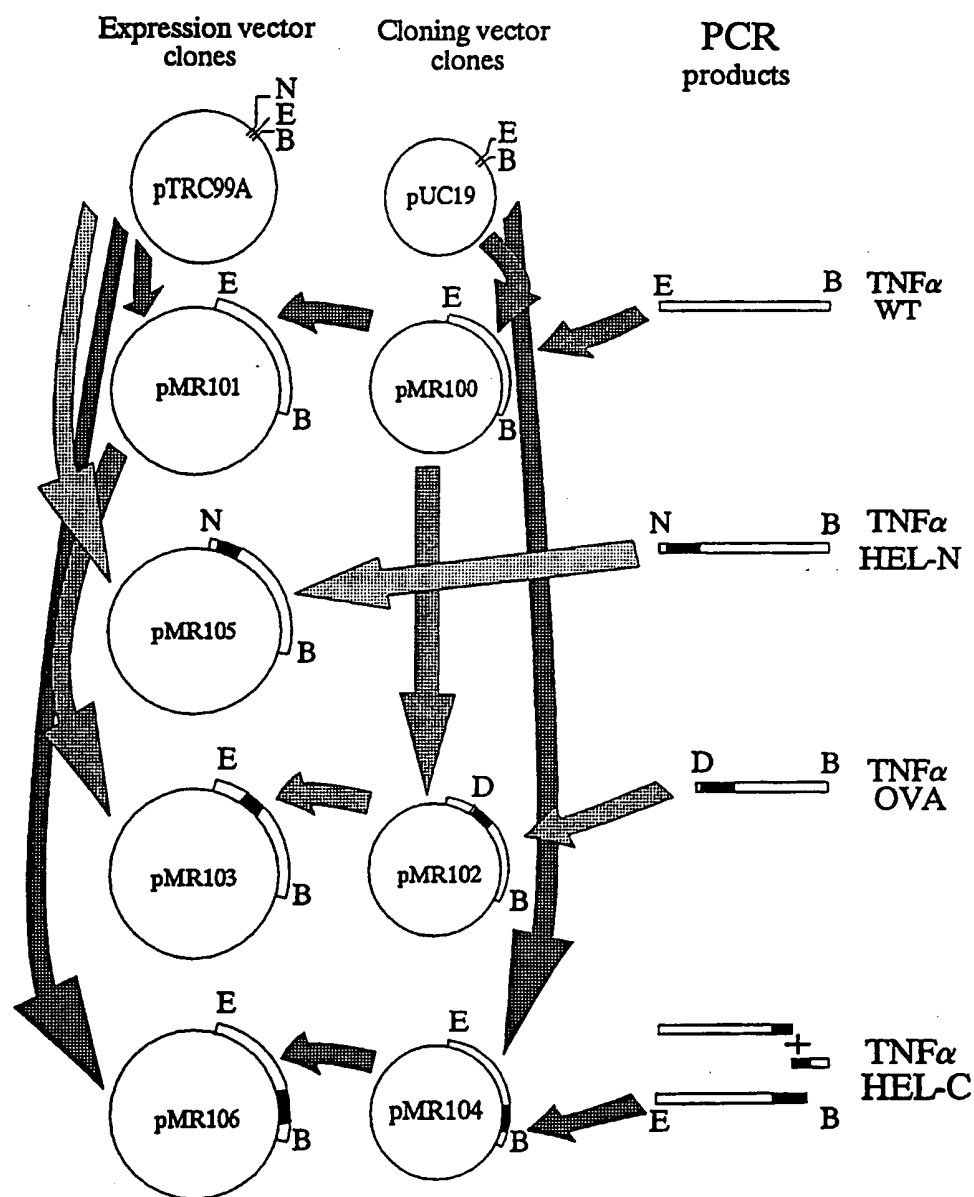 Expression vector
clones
Cloning vector
clones
PCR
products
N
E
B
pTRC99A
E
B
pUC19
E
B
pMR101
E
B
pMR100
E
B
TNFα
WT
N
B
pMR105
N
B
TNFα
HEL-N
E
B
pMR103
D
B
pMR102
D
B
TNFα
OVA
E
B
pMR106
E
B
pMR104
+
E
B
TNFα
HEL-C